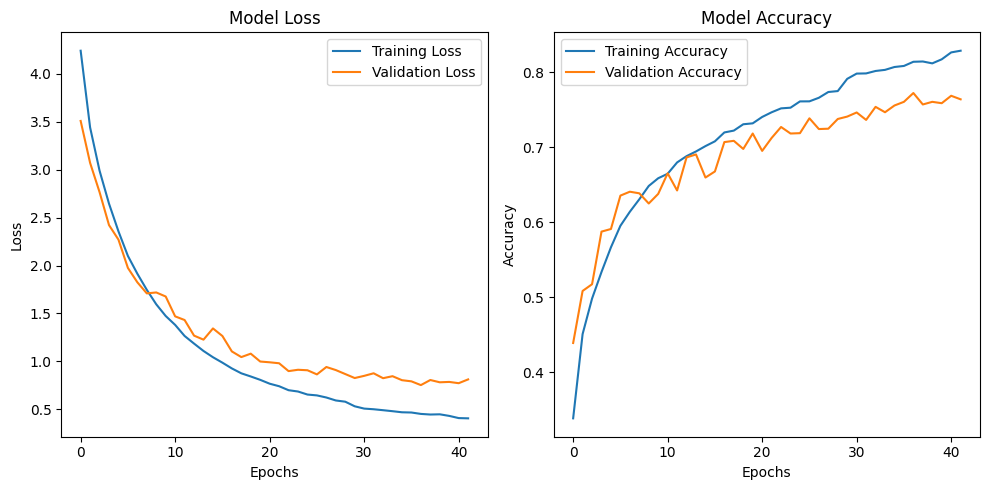 Model Loss
Training Loss
Validation Loss
4.0
3.5
3.0
2.5
2.0
1.5
1.0
0.5
Loss
0
10
20
30
40
Epochs
Model Accuracy
Training Accuracy
Validation Accuracy
0.8
0.7
0.6
0.5
0.4
Accuracy
0
10
20
30
40
Epochs